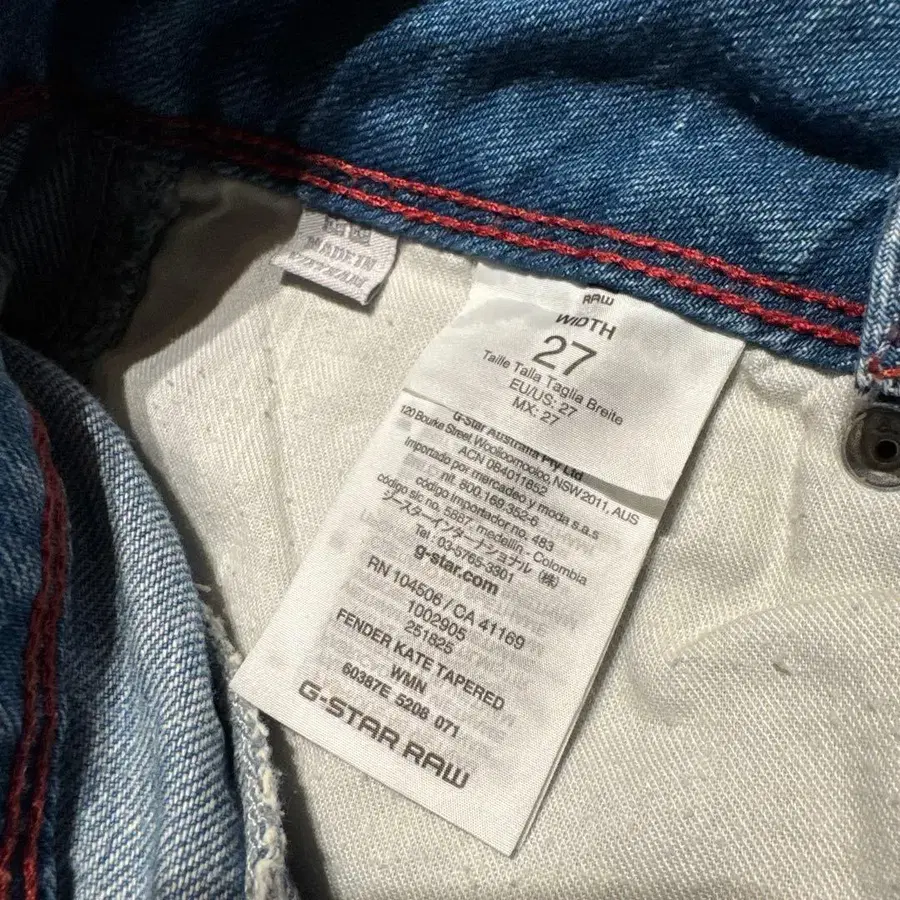 MADE IN
VIETNAM
RAW
WIDTH
27
Taille Talla Taglia Breite
EU/US: 27
MX: 27
G-Star Australia Pty Ltd
120 Bourke Street, Woolloomooloo, NSW2011, AUS
ACN 084011852
Importado por mercadeo y moda s.a.s
nit. 800.169-352-6
código importador no. 483
código sic no. 5887, medellin - Colombia
ジースターインターナショナル (株)
Tel : 03-5765-3301
g-star.com
RN 104506 / CA 41169
1002905
251825
FENDER KATE TAPERED
WMN
60387E 5208 071
G-STAR RAW